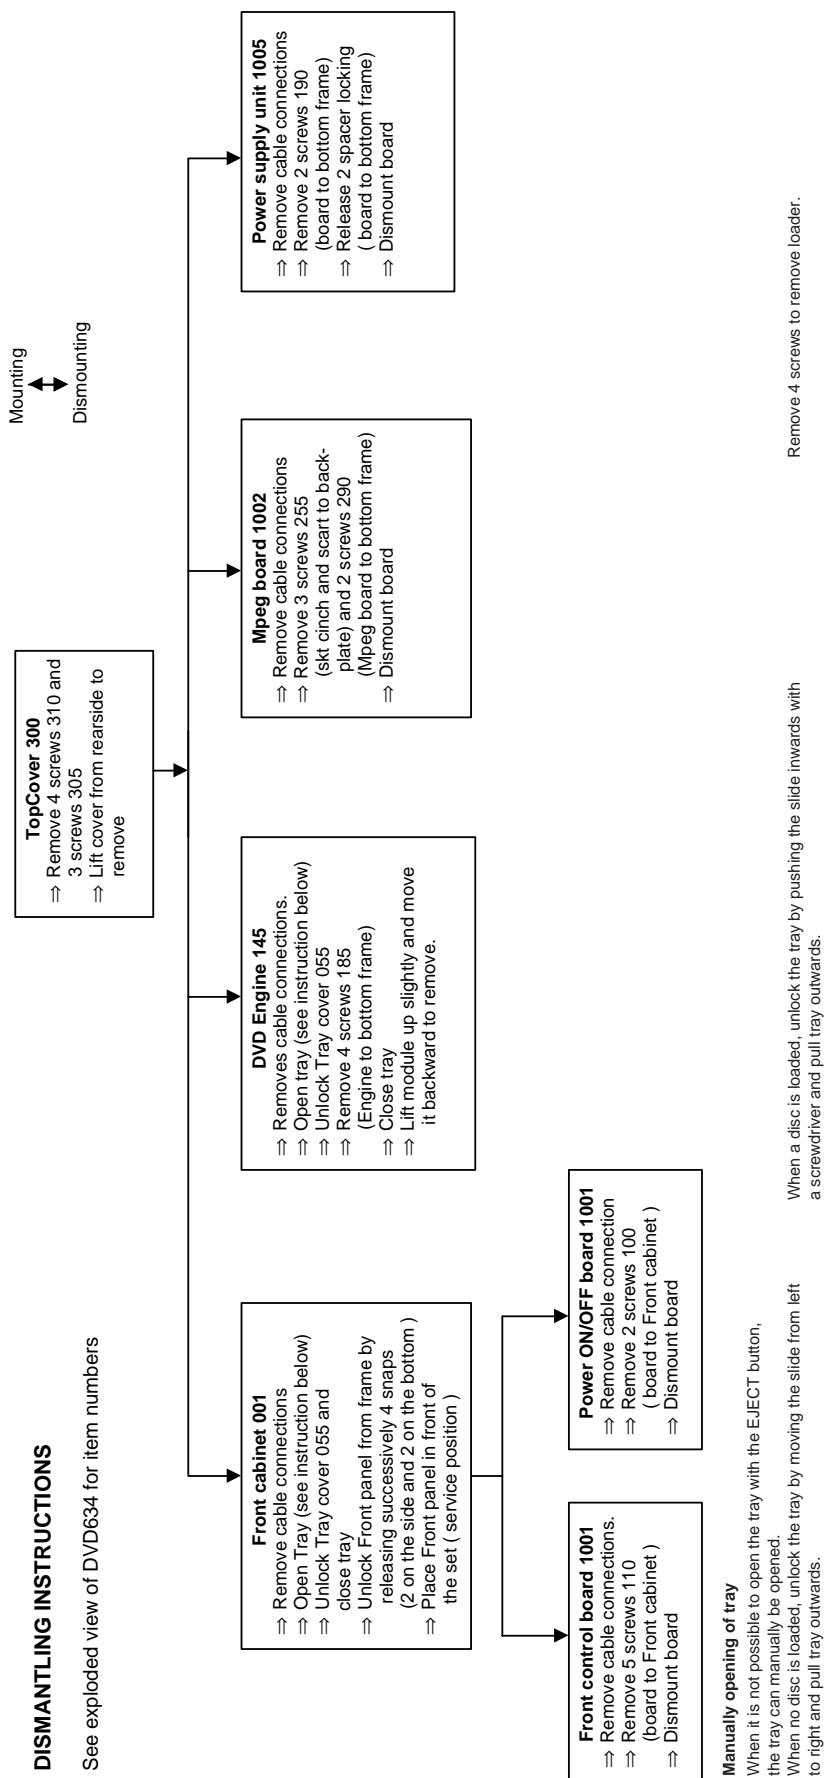 DISMANTLING INSTRUCTIONS
See exploded view of DVD634 for item numbers
Mounting
Dismounting
TopCover 300
⇒ Remove 4 screws 310 and
3 screws 305
⇒ Lift cover from rearside to
remove
Front cabinet 001
⇒ Remove cable connections
⇒ Open Tray (see instruction below)
⇒ Unlock Tray cover 055 and
close tray
⇒ Unlock Front panel from frame by
releasing successively 4 snaps
(2 on the side and 2 on the bottom )
⇒ Place Front panel in front of
the set ( service position )
DVD Engine 145
⇒ Removes cable connections.
⇒ Open tray (see instruction below)
⇒ Unlock Tray cover 055
⇒ Remove 4 screws 185
(Engine to bottom frame)
⇒ Close tray
⇒ Lift module up slightly and move
it backward to remove.
Mpeg board 1002
⇒ Remove cable connections
⇒ Remove 3 screws 255
(skt cinch and scart to back-
plate) and 2 screws 290
(Mpeg board to bottom frame)
⇒ Dismount board
Power supply unit 1005
⇒ Remove cable connections
⇒ Remove 2 screws 190
(board to bottom frame)
⇒ Release 2 spacer locking
( board to bottom frame)
⇒ Dismount board
Front control board 1001
⇒ Remove cable connections.
⇒ Remove 5 screws 110
(board to Front cabinet )
⇒ Dismount board
Power ON/OFF board 1001
⇒ Remove cable connection
⇒ Remove 2 screws 100
( board to Front cabinet )
⇒ Dismount board
Manually opening of tray
When it is not possible to open the tray with the EJECT button,
the tray can manually be opened.
When no disc is loaded, unlock the tray by moving the slide from left
to right and pull tray outwards.
When a disc is loaded, unlock the tray by pushing the slide inwards with
a screwdriver and pull tray outwards.
Remove 4 screws to remove loader.